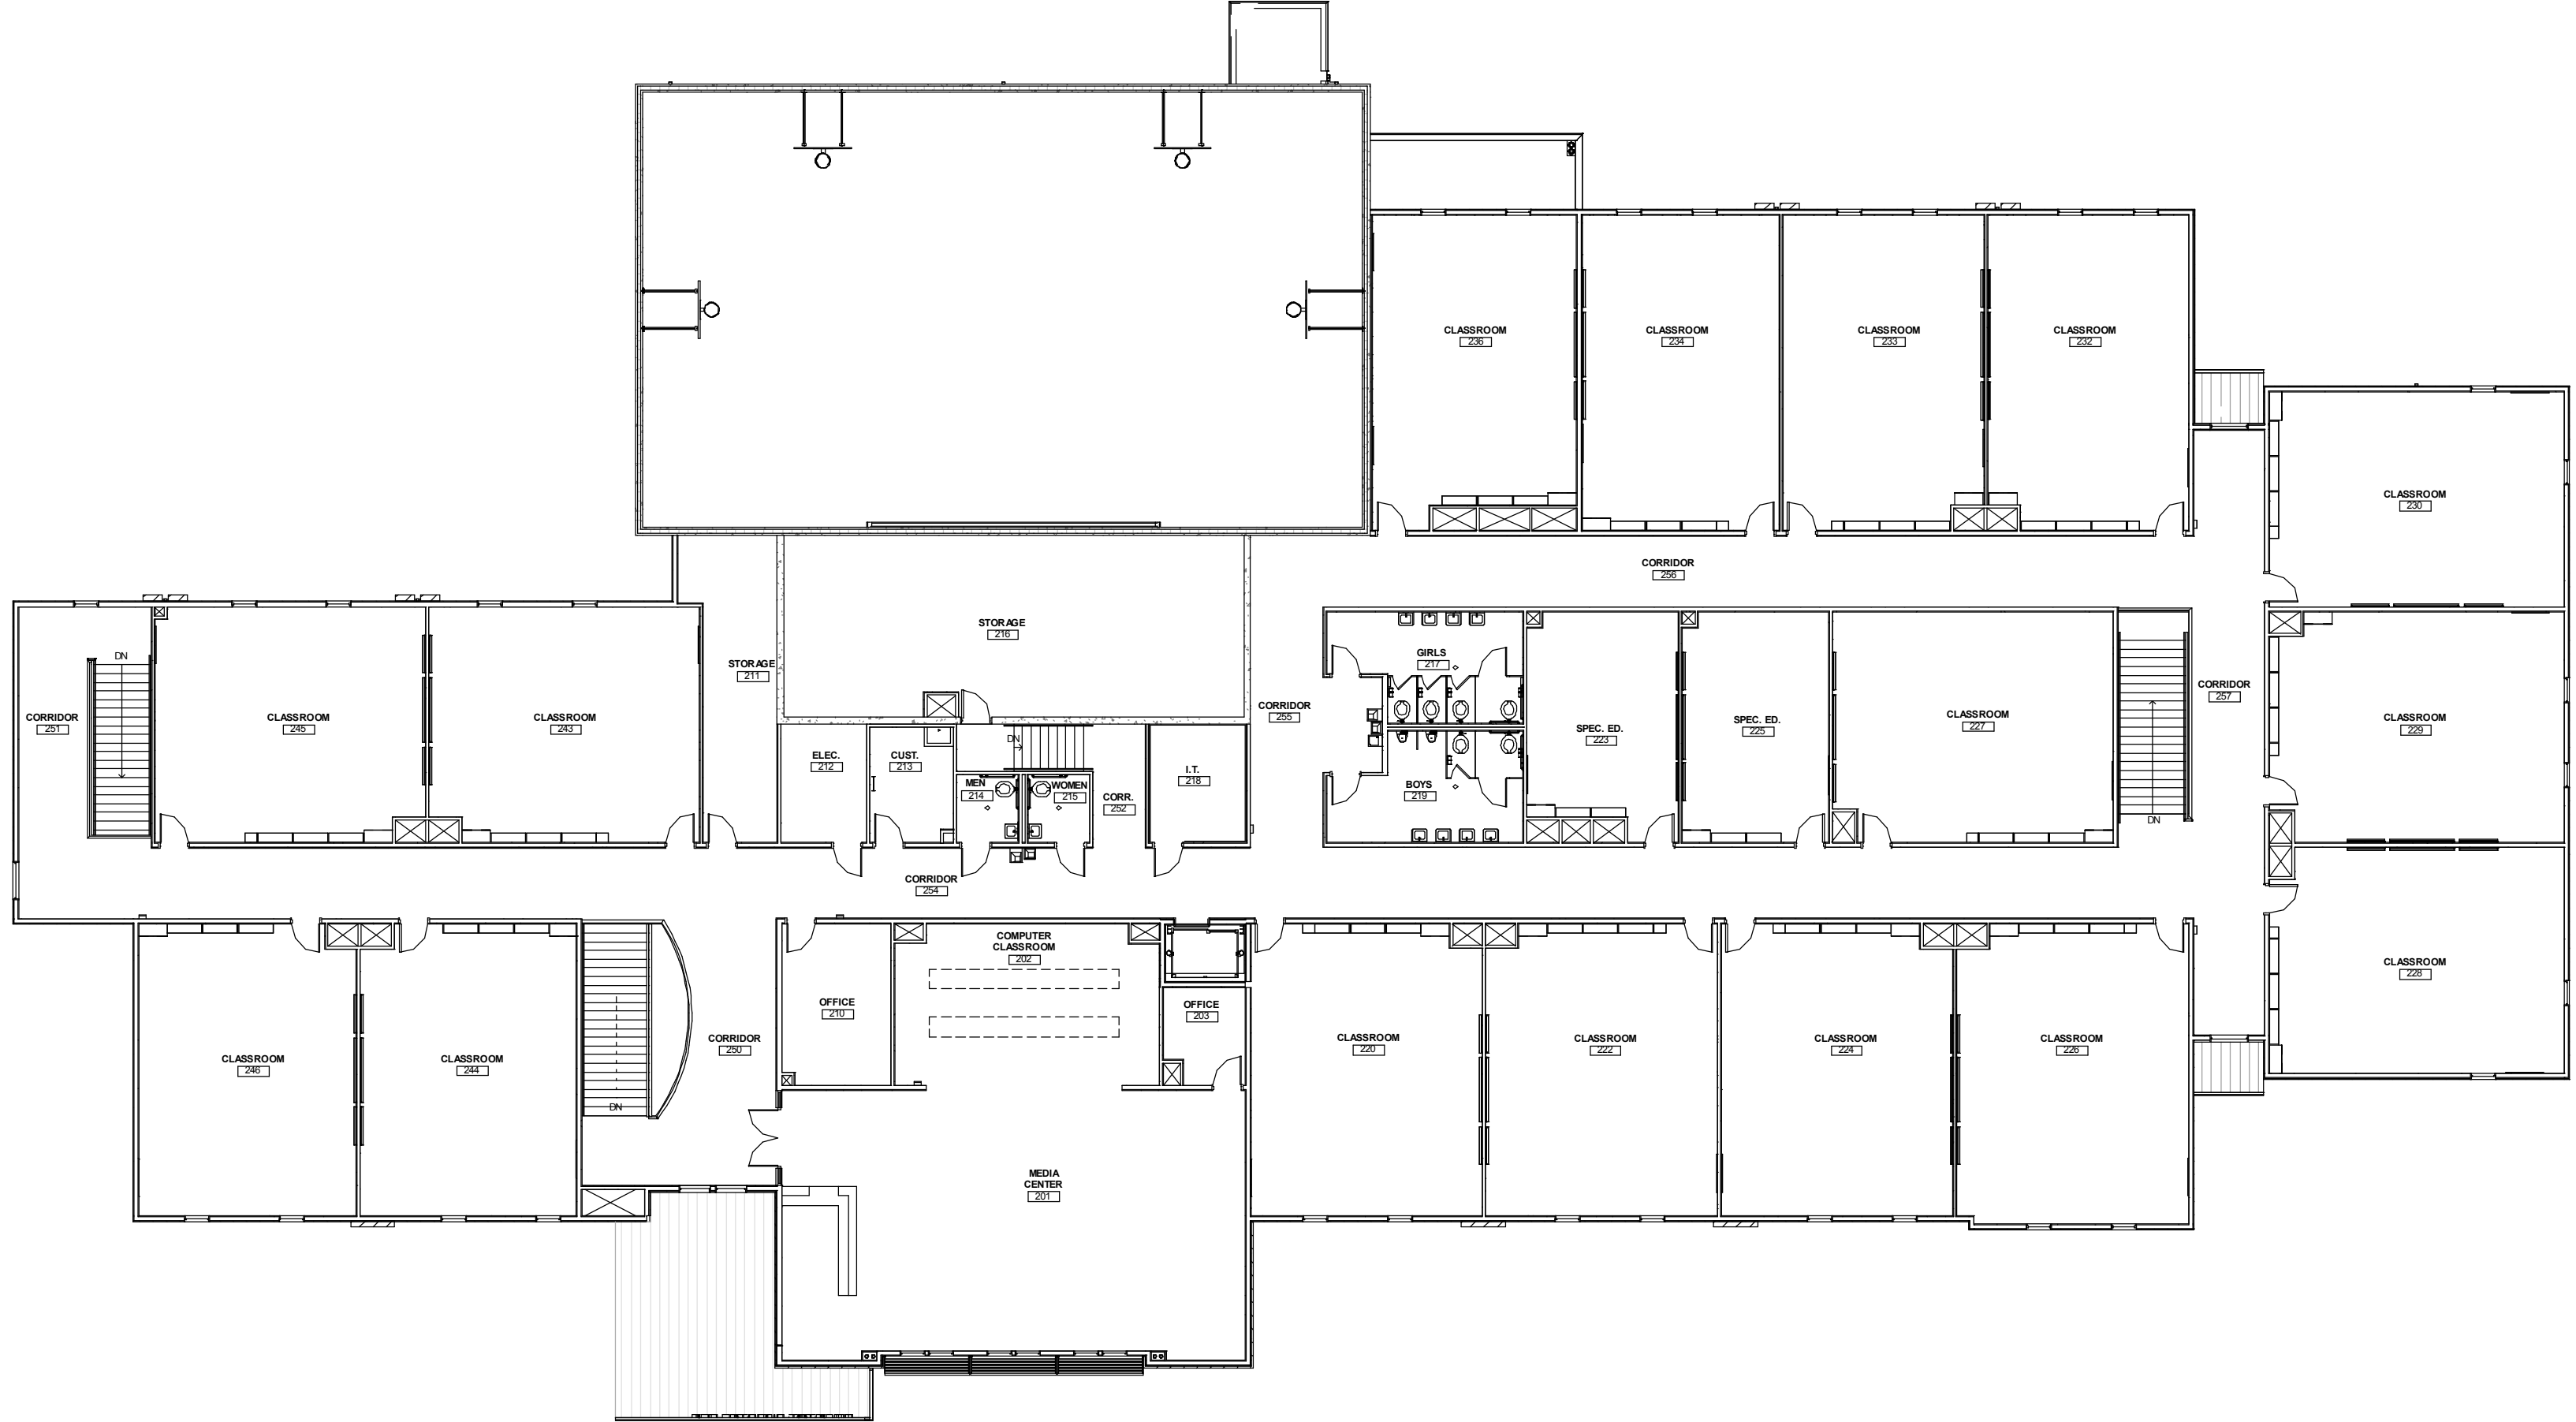 CLASSROOM
236
CLASSROOM
234
CLASSROOM
233
CLASSROOM
232
CLASSROOM
230
CORRIDOR
256
STORAGE
216
STORAGE
211
GIRLS
217
CORRIDOR
257
DN
CORRIDOR
251
CLASSROOM
245
CLASSROOM
243
CORRIDOR
255
SPEC. ED.
223
SPEC. ED.
225
CLASSROOM
227
CLASSROOM
229
DN
ELEC.
212
CUST.
213
I.T.
218
MEN
214
WOMEN
215
CORR.
252
BOYS
219
DN
CORRIDOR
254
COMPUTER
CLASSROOM
202
CLASSROOM
228
OFFICE
210
OFFICE
203
CORRIDOR
250
CLASSROOM
220
CLASSROOM
222
CLASSROOM
224
CLASSROOM
226
CLASSROOM
246
CLASSROOM
244
DN
MEDIA
CENTER
201